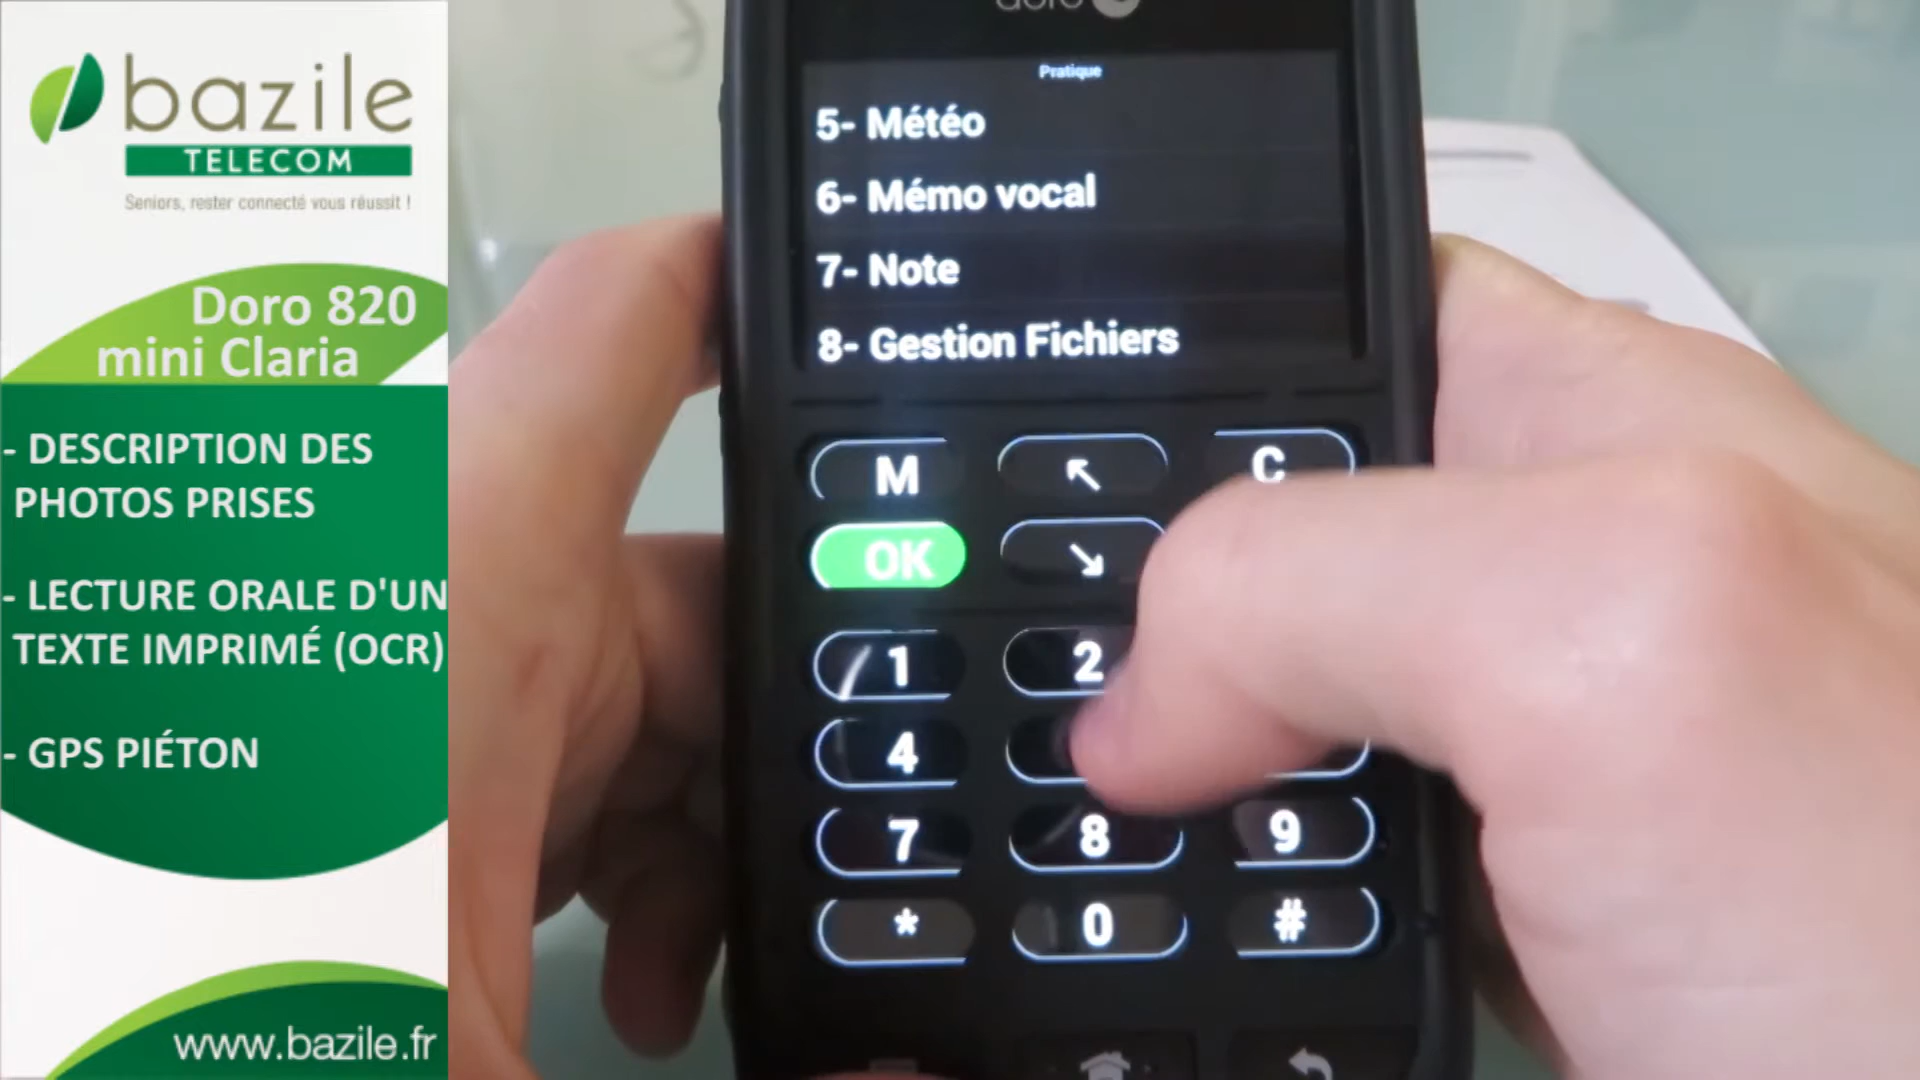 bazile
TELECOM
Seniors, rester connecté vous réussit !
Doro 820
mini Claria
- DESCRIPTION DES
PHOTOS PRISES
- LECTURE ORALE D'UN
TEXTE IMPRIMÉ (OCR)
- GPS PIÉTON
www.bazile.fr
doro
Pratique
5- Météo
6- Mémo vocal
7- Note
8- Gestion Fichiers
M ↖ C
OK ↘
1 2
4
7 8 9
* 0 #